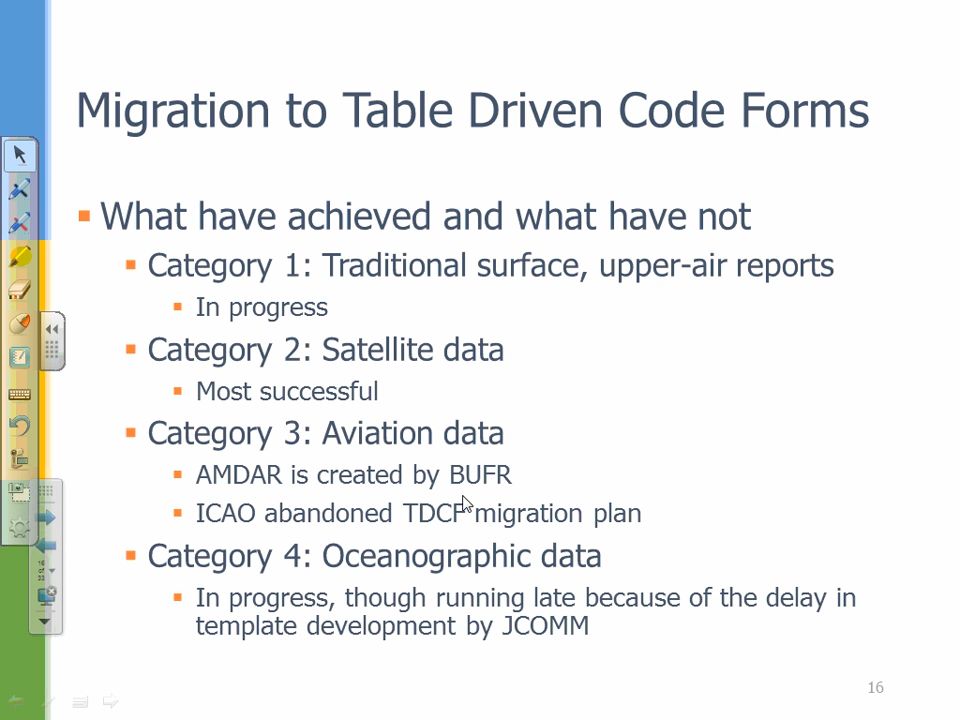 Migration to Table Driven Code Forms
What have achieved and what have not
Category 1: Traditional surface, upper-air reports
In progress
Category 2: Satellite data
Most successful
Category 3: Aviation data
AMDAR is created by BUFR
ICAO abandoned TDCF migration plan
Category 4: Oceanographic data
In progress, though running late because of the delay in
template development by JCOMM
16
of
33
16